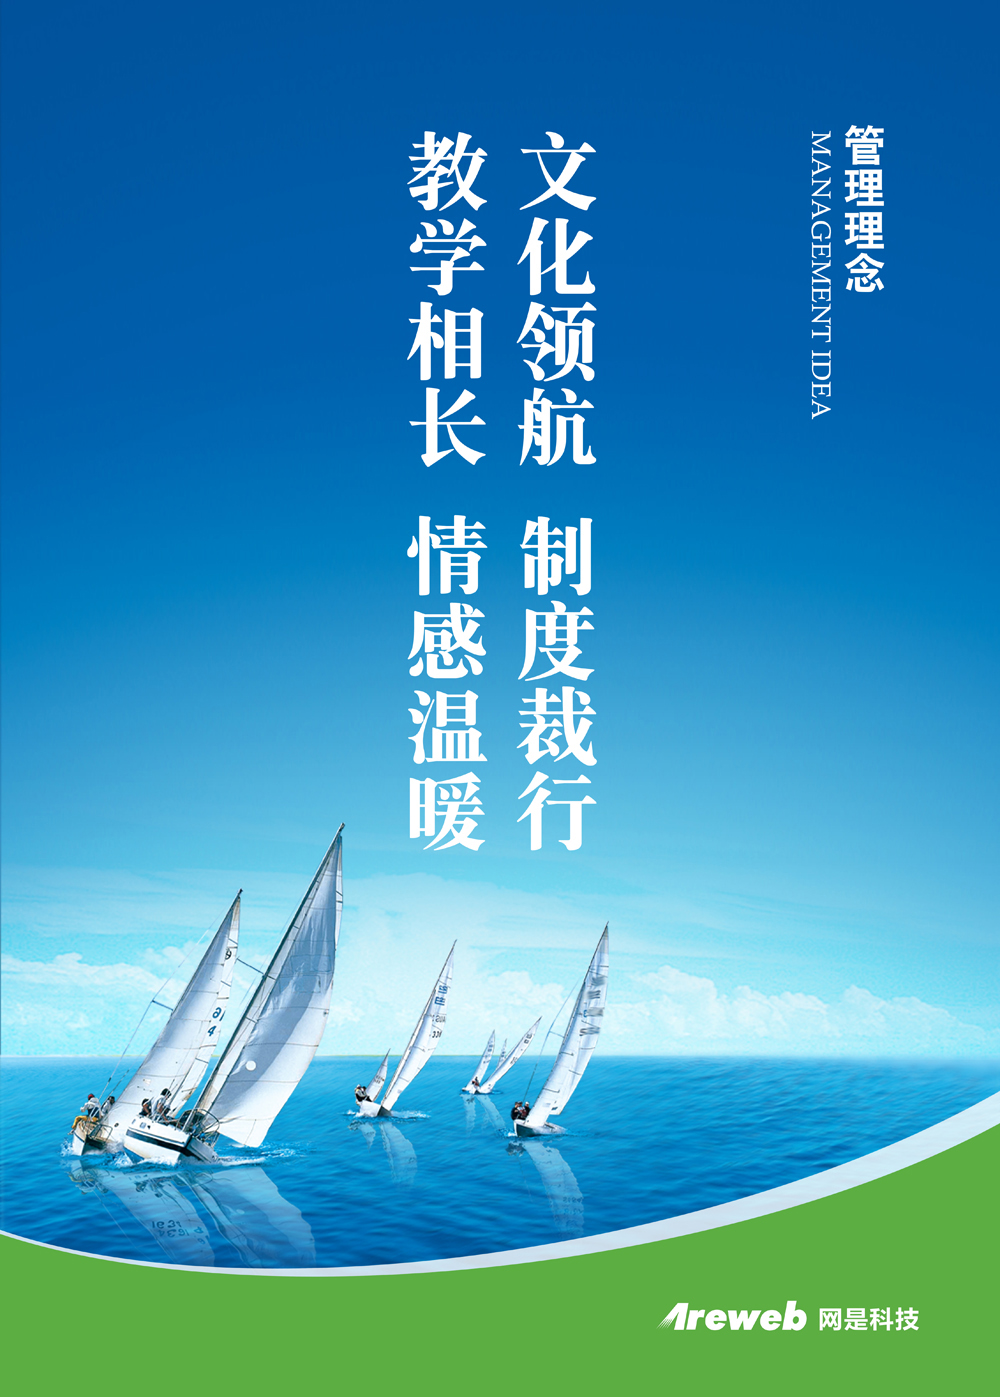 管理理念
MANAGEMENT IDEA
文化领航 制度裁行
教学相长 情感温暖
Areweb 网是科技